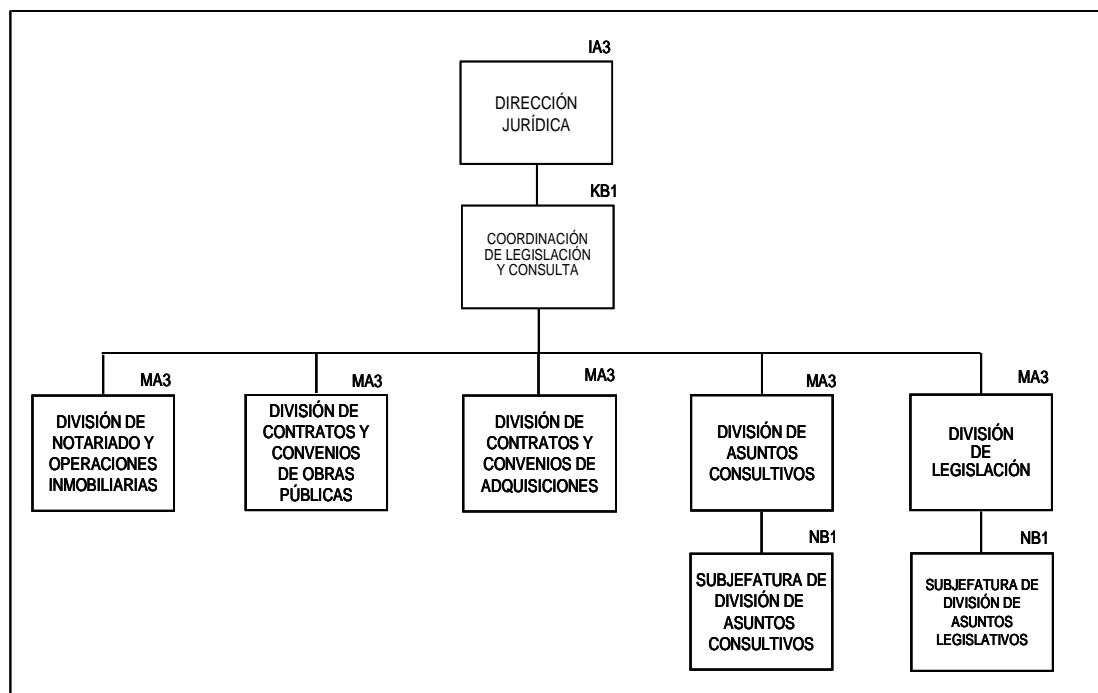 IA3
DIRECCIÓN
JURÍDICA
KB1
COORDINACIÓN
DE LEGISLACIÓN
Y CONSULTA
MA3
DIVISIÓN DE
NOTARIADO Y
OPERACIONES
INMOBILIARIAS
MA3
DIVISIÓN DE
CONTRATOS Y
CONVENIOS
DE OBRAS
PÚBLICAS
MA3
DIVISIÓN DE
CONTRATOS Y
CONVENIOS DE
ADQUISICIONES
MA3
DIVISIÓN DE
ASUNTOS
CONSULTIVOS
MA3
DIVISIÓN
DE
LEGISLACIÓN
NB1
SUBJEFATURA DE
DIVISIÓN DE
ASUNTOS
CONSULTIVOS
NB1
SUBJEFATURA DE
DIVISIÓN DE
ASUNTOS
LEGISLATIVOS